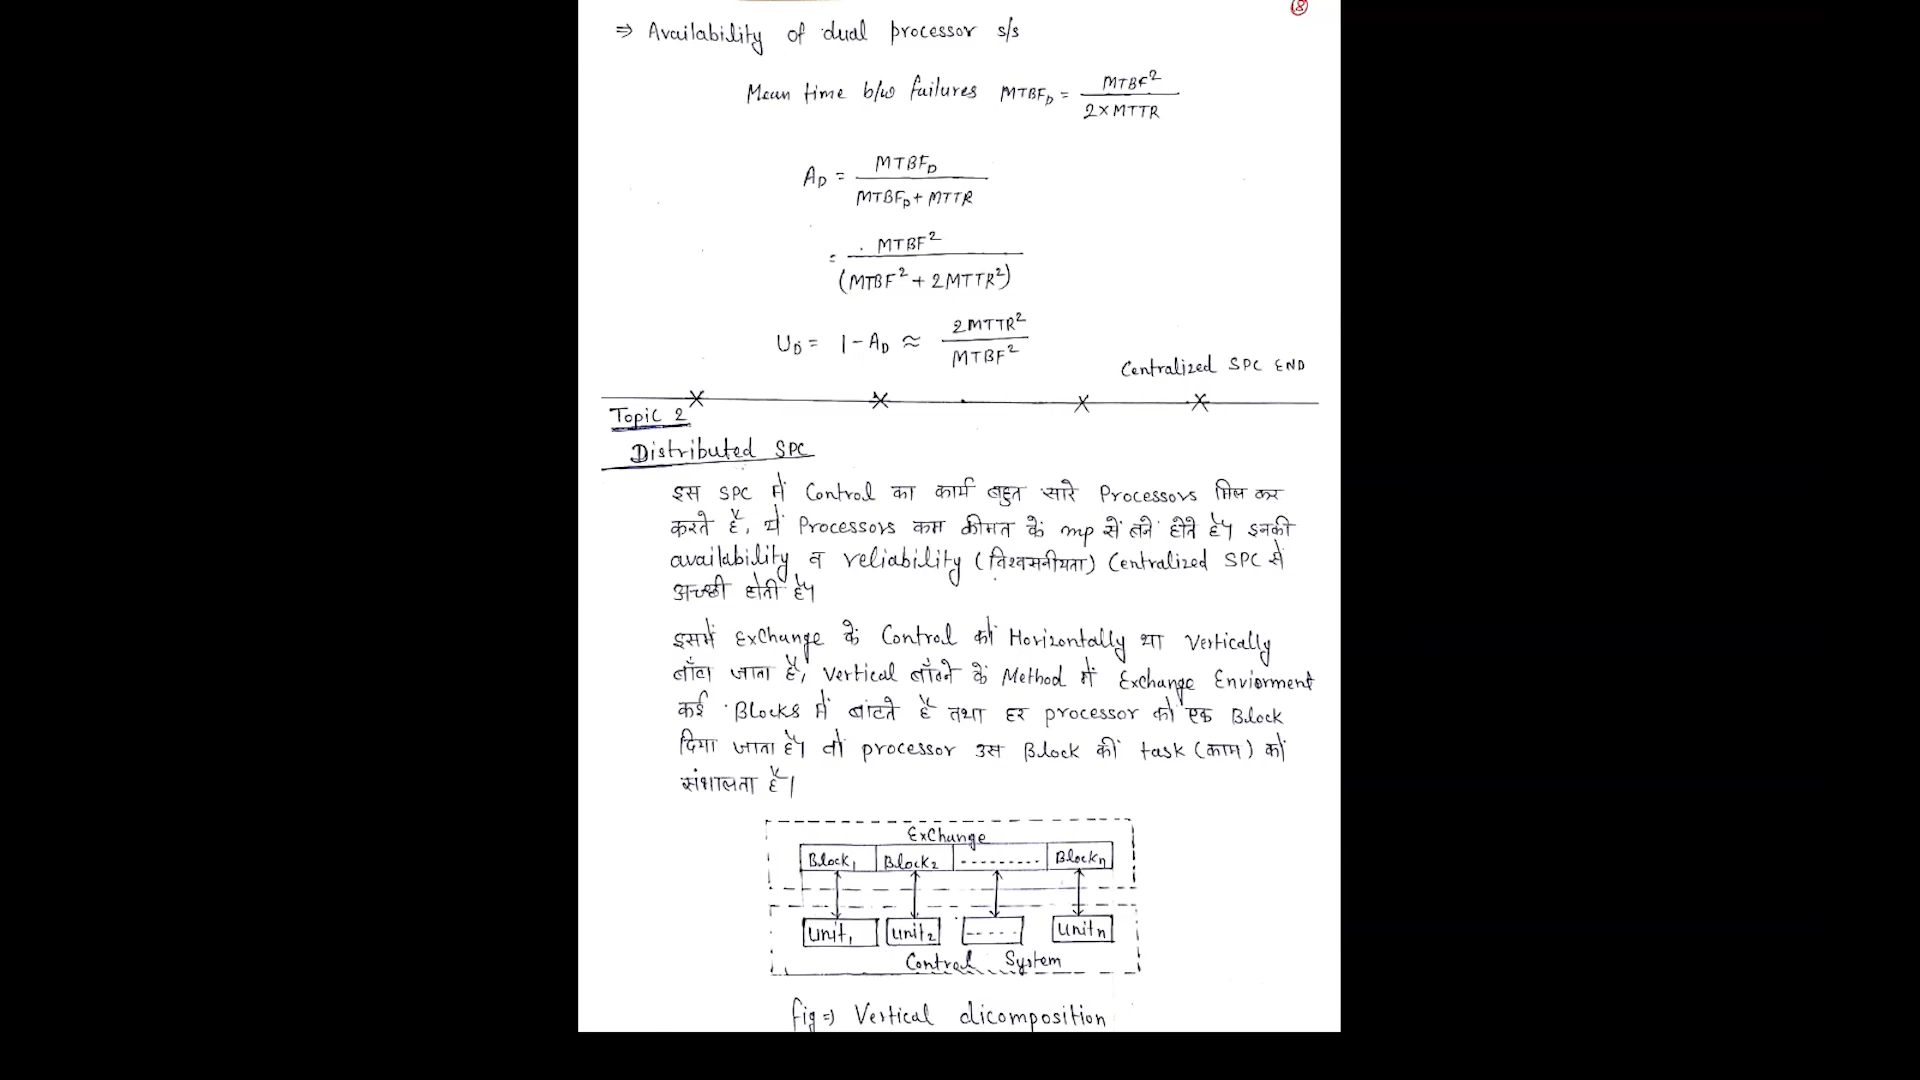 8
⇒ Availability of dual processor s/s
Mean time b/w failures MTBF_D = MTBF² / 2×MTTR
A_D = MTBF_D / MTBF_D + MTTR
= MTBF² / (MTBF² + 2MTTR²)
U_D = 1 - A_D ≈ 2MTTR² / MTBF²
Centralized SPC END
Topic 2
Distributed SPC
इस SPC में Control का कार्य बहुत सारे Processors मिल कर
करते है, ये Processors कम कीमत के mp से बने होते है। इनकी
availability व reliability (विश्वसनीयता) Centralized SPC से
अच्छी होती है।
इसमें Exchange के Control को Horizontally या Vertically
बाँटा जाता है, Vertical बाँटने के Method में Exchange Enviorment
कई Blocks में बांटते है तथा हर processor को एक Block
दिया जाता है। वो processor उस Block की task (काम) को
संभालता है।
Exchange
Block₁ Block₂ ......... Blockn
Unit₁ Unit₂ ..... Unitn
Control System
fig ⇒ Vertical dicomposition